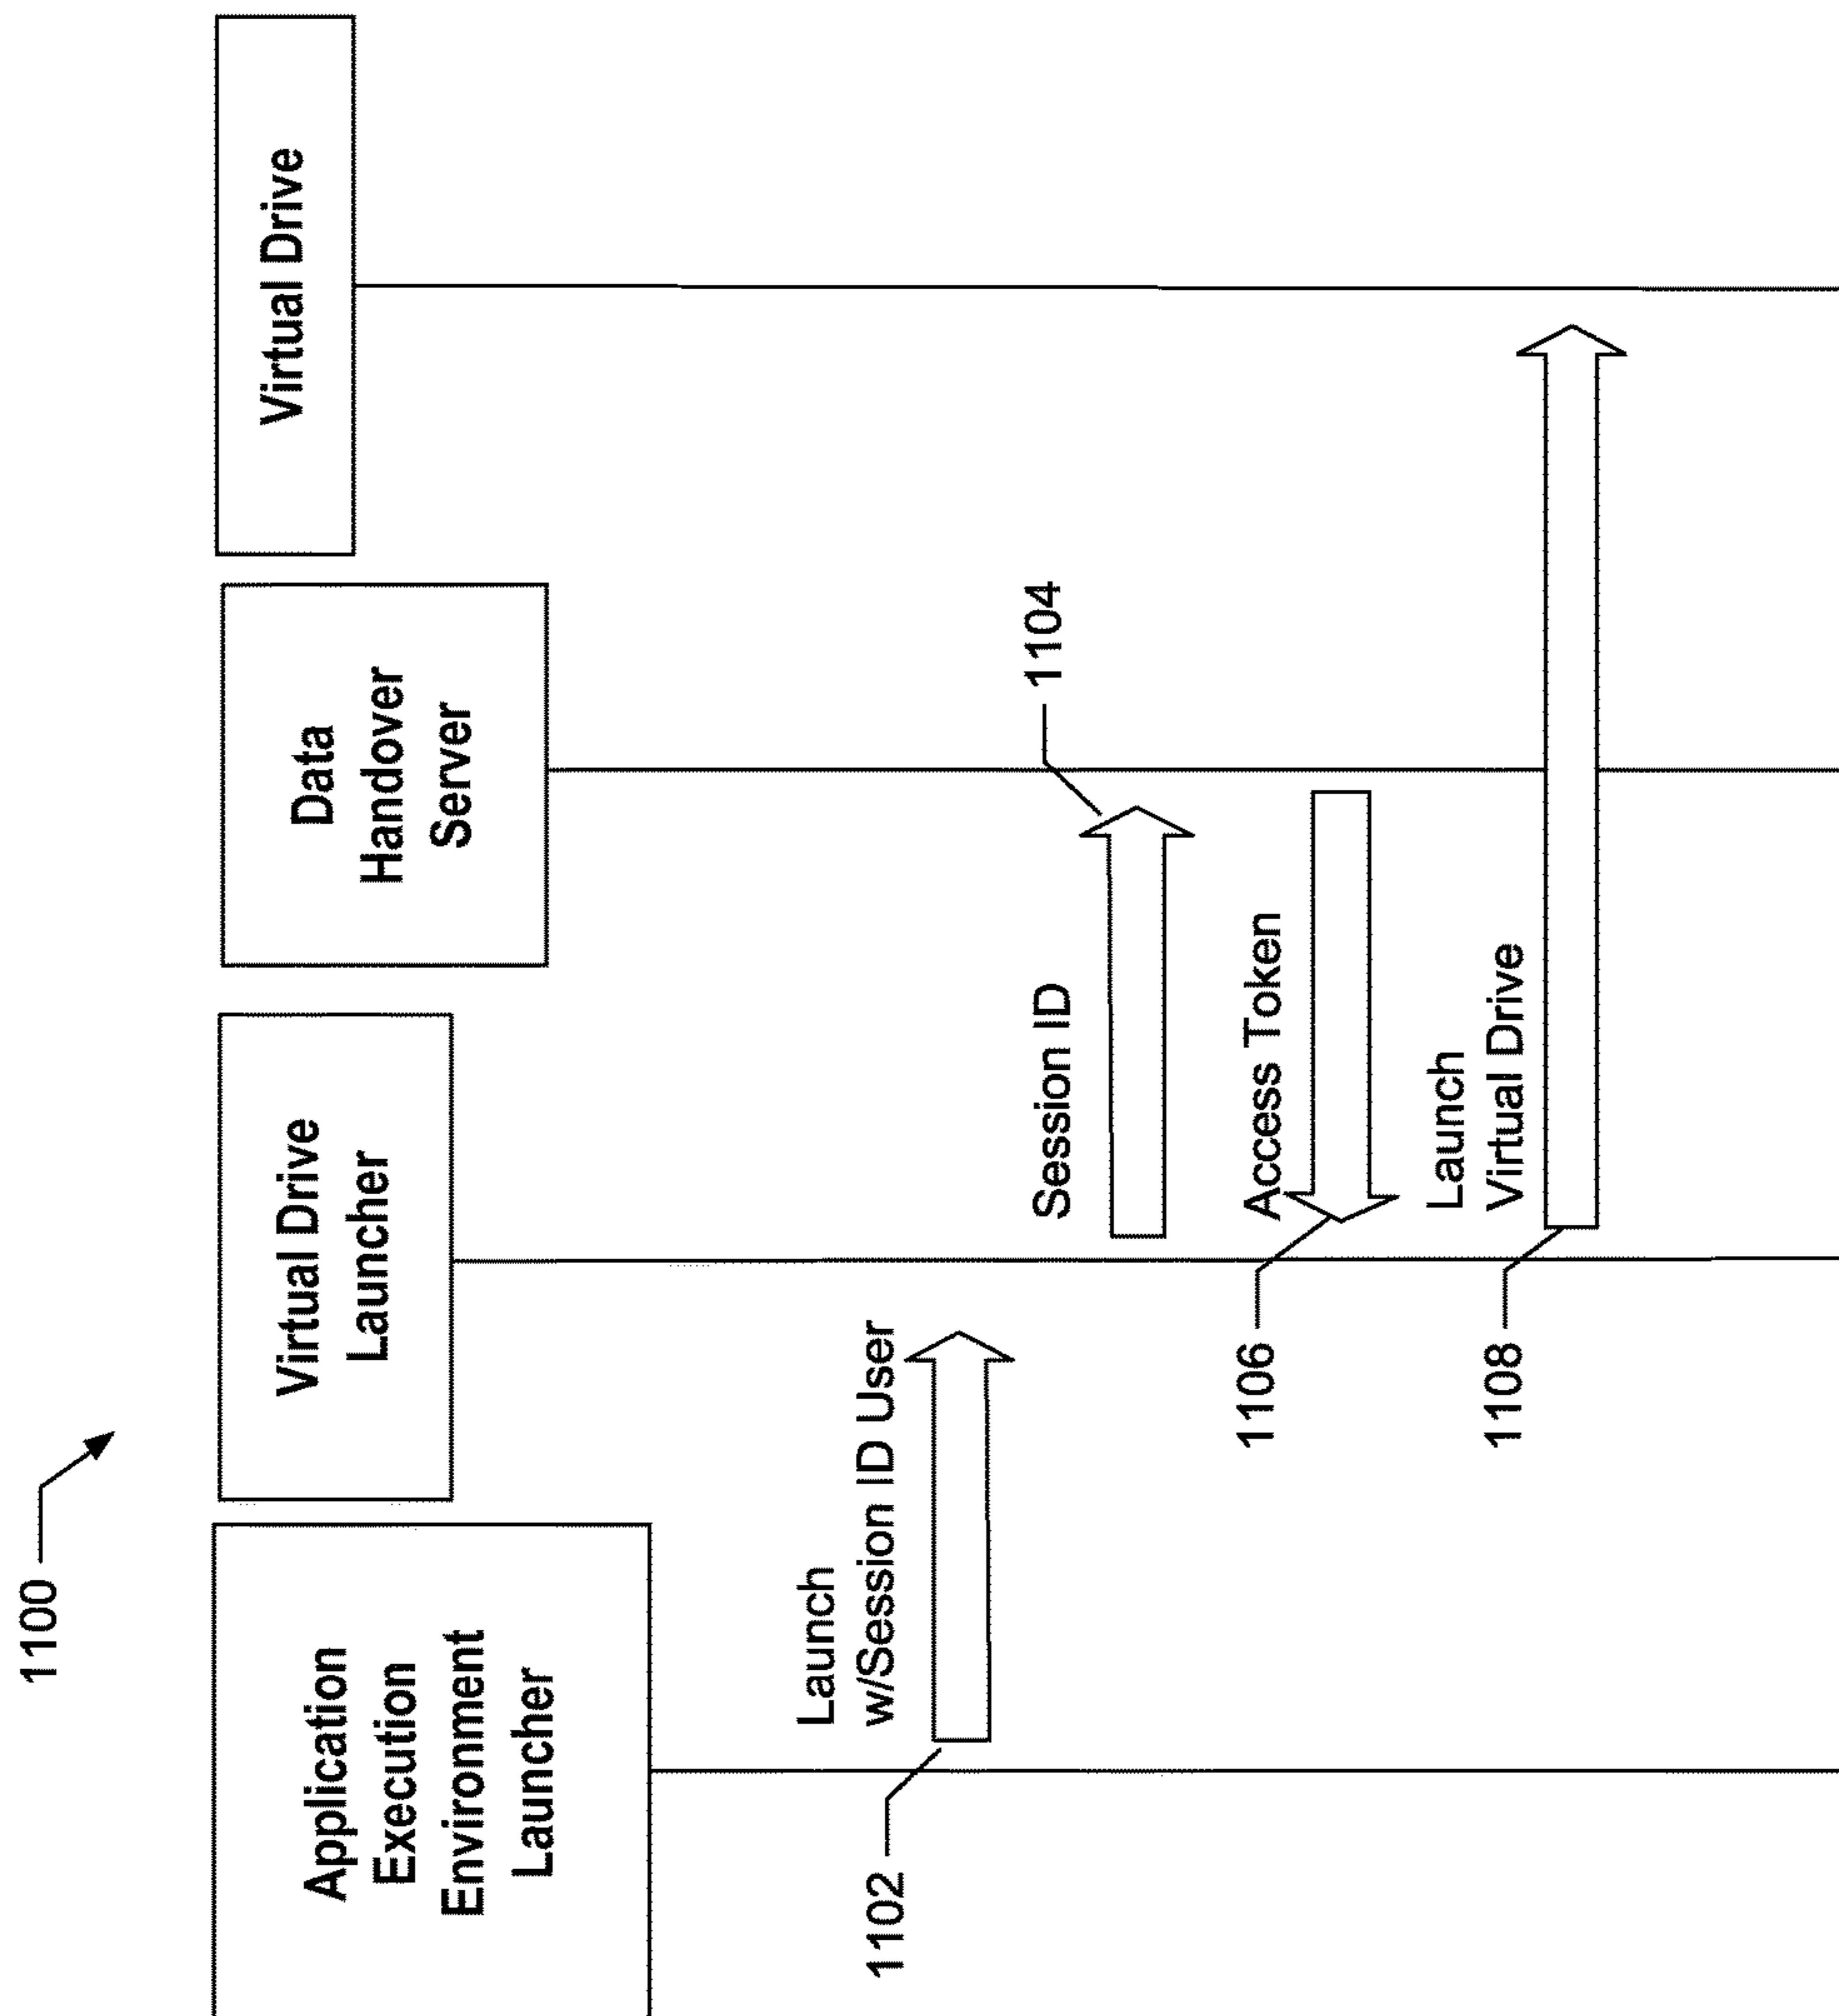 1100
Application
Execution
Environment
Launcher
Virtual Drive
Launcher
Data
Handover
Server
Virtual Drive
Launch
w/Session ID User
1102
Session ID
1104
Access Token
1106
Launch
Virtual Drive
1108